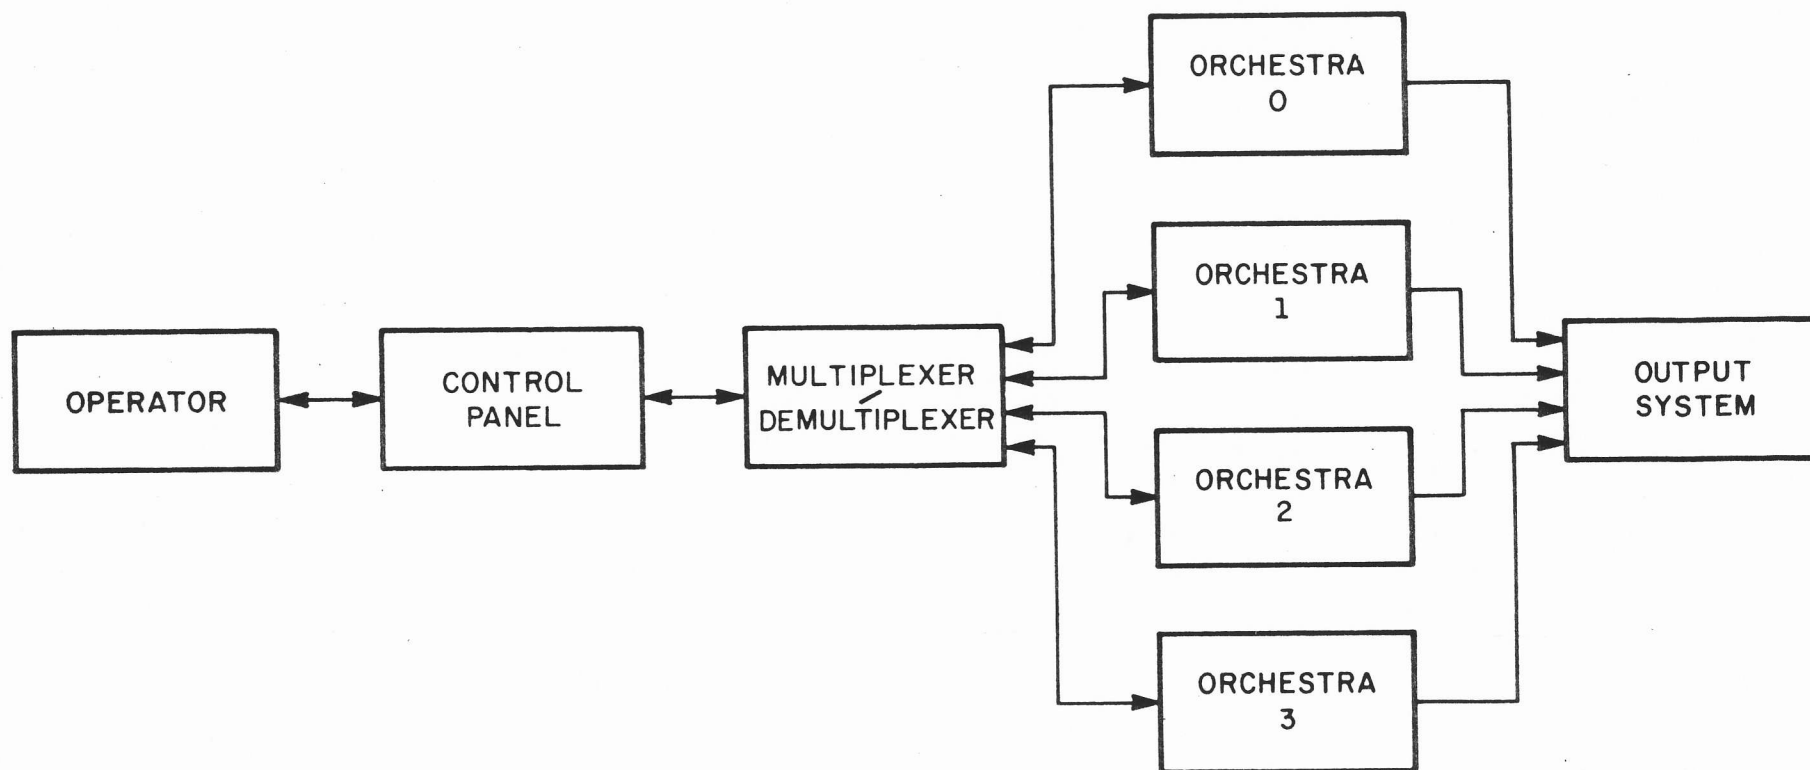 OPERATOR
CONTROL
PANEL
MULTIPLEXER
/
DEMULTIPLEXER
ORCHESTRA
0
ORCHESTRA
1
ORCHESTRA
2
ORCHESTRA
3
OUTPUT
SYSTEM